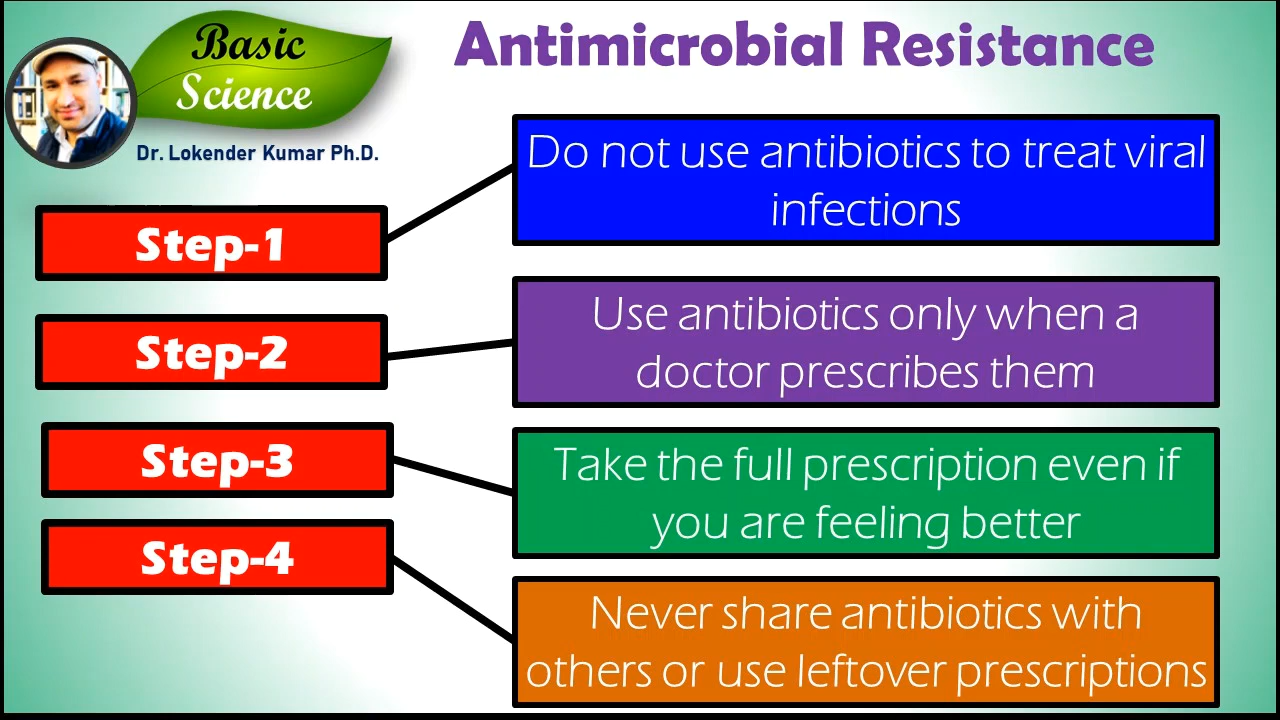 Basic
Science
Dr. Lokender Kumar Ph.D.
Antimicrobial Resistance
Step-1
Do not use antibiotics to treat viral
infections
Step-2
Use antibiotics only when a
doctor prescribes them
Step-3
Take the full prescription even if
you are feeling better
Step-4
Never share antibiotics with
others or use leftover prescriptions